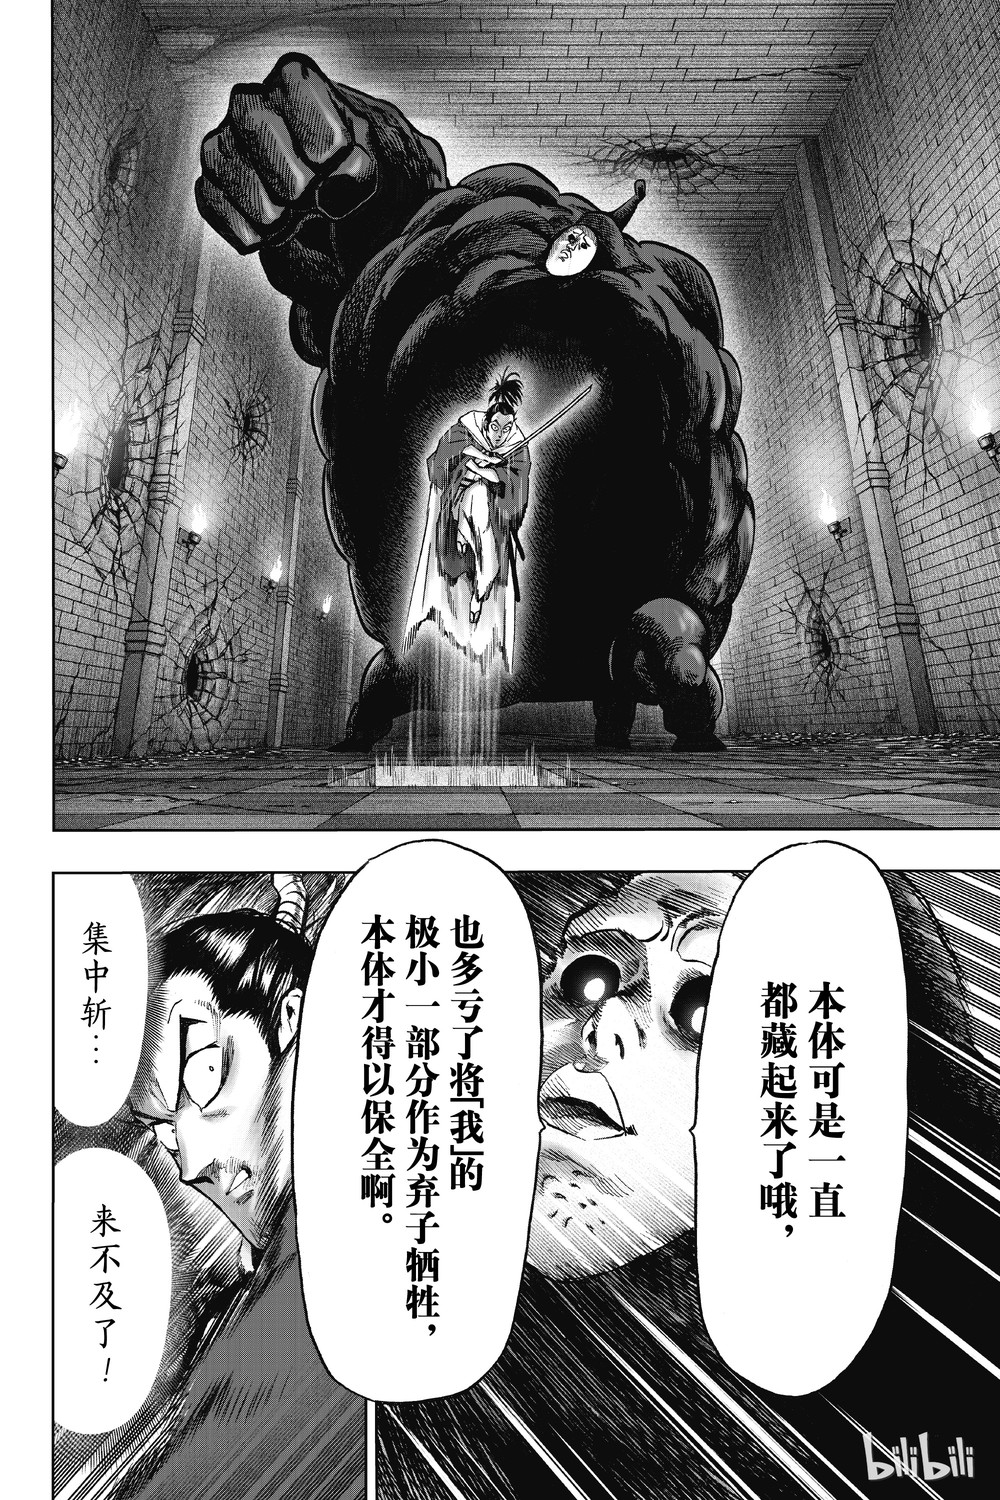 本体可是一直
都藏起来了哦，
也多亏了将「我」的
极小一部分作为弃子牺牲，
本体才得以保全啊。
集中斩…
来不及了！
bilibili